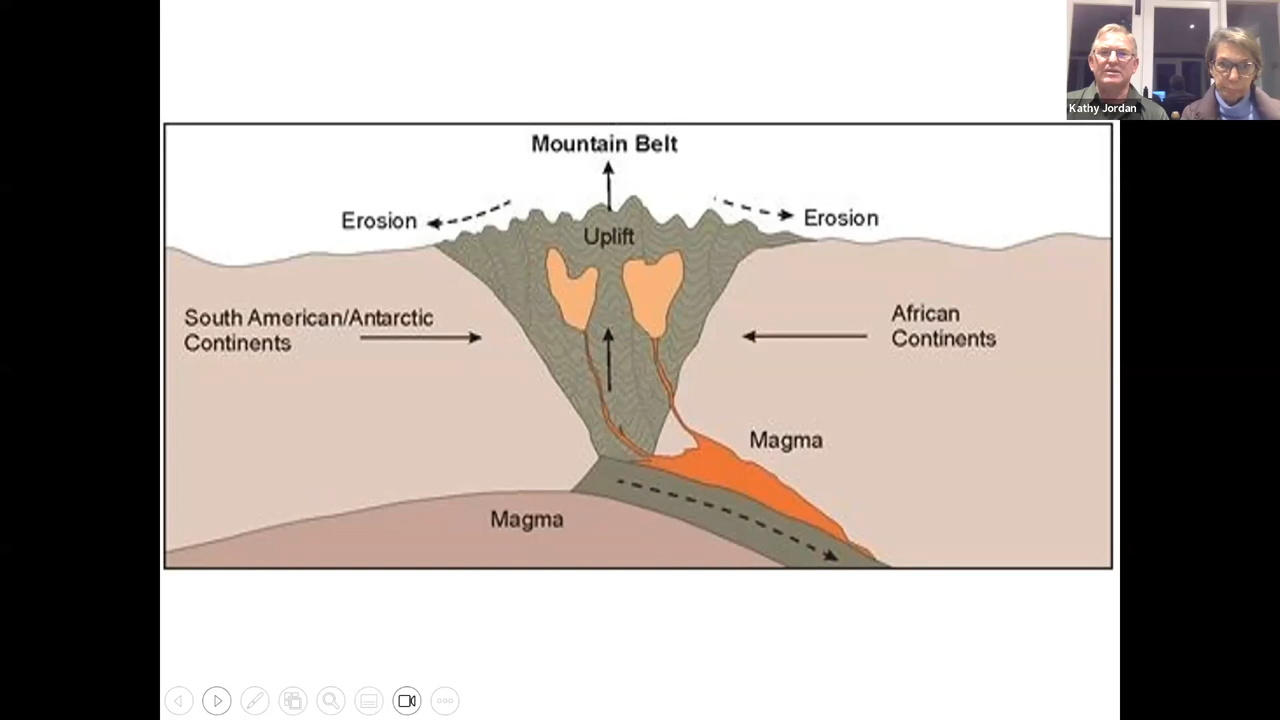 Kathy Jordan
Mountain Belt
Erosion
Erosion
Uplift
South American/Antarctic
Continents
African
Continents
Magma
Magma